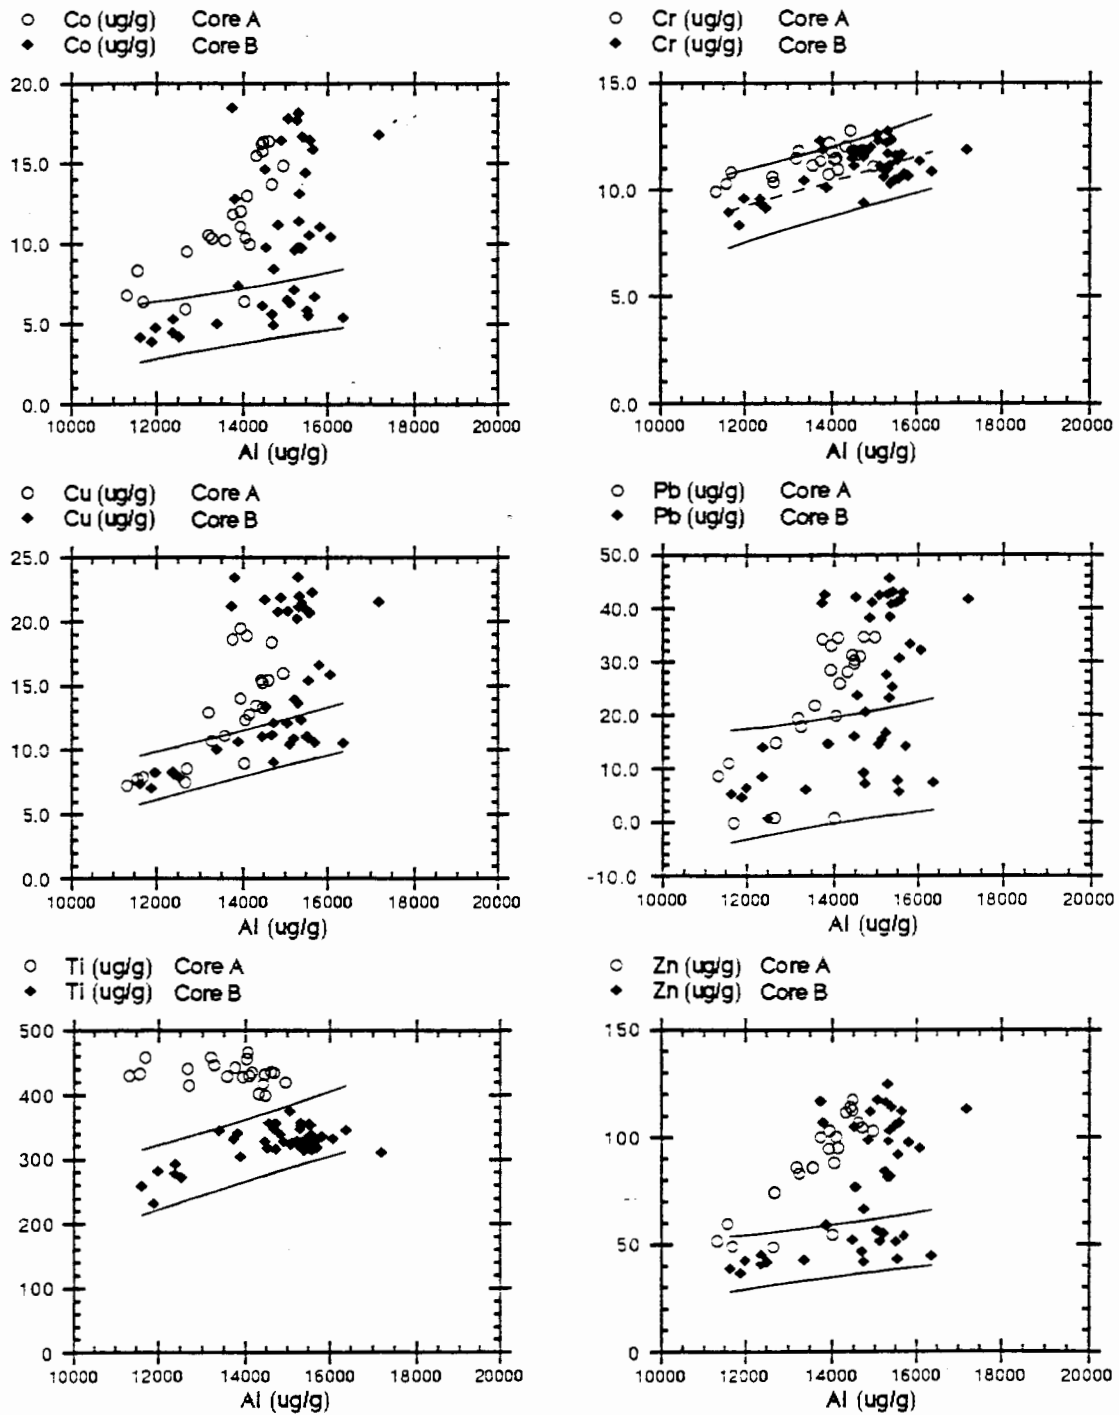 Co (ug/g) Core A
Co (ug/g) Core B
20.0
15.0
10.0
5.0
0.0
10000 12000 14000 16000 18000 20000
Al (ug/g)
Cr (ug/g) Core A
Cr (ug/g) Core B
15.0
10.0
5.0
0.0
10000 12000 14000 16000 18000 20000
Al (ug/g)
Cu (ug/g) Core A
Cu (ug/g) Core B
25.0
20.0
15.0
10.0
5.0
0.0
10000 12000 14000 16000 18000 20000
Al (ug/g)
Pb (ug/g) Core A
Pb (ug/g) Core B
50.0
40.0
30.0
20.0
10.0
0.0
-10.0
10000 12000 14000 16000 18000 20000
Al (ug/g)
Ti (ug/g) Core A
Ti (ug/g) Core B
500
400
300
200
100
0
10000 12000 14000 16000 18000 20000
Al (ug/g)
Zn (ug/g) Core A
Zn (ug/g) Core B
150
100
50
0
10000 12000 14000 16000 18000 20000
Al (ug/g)